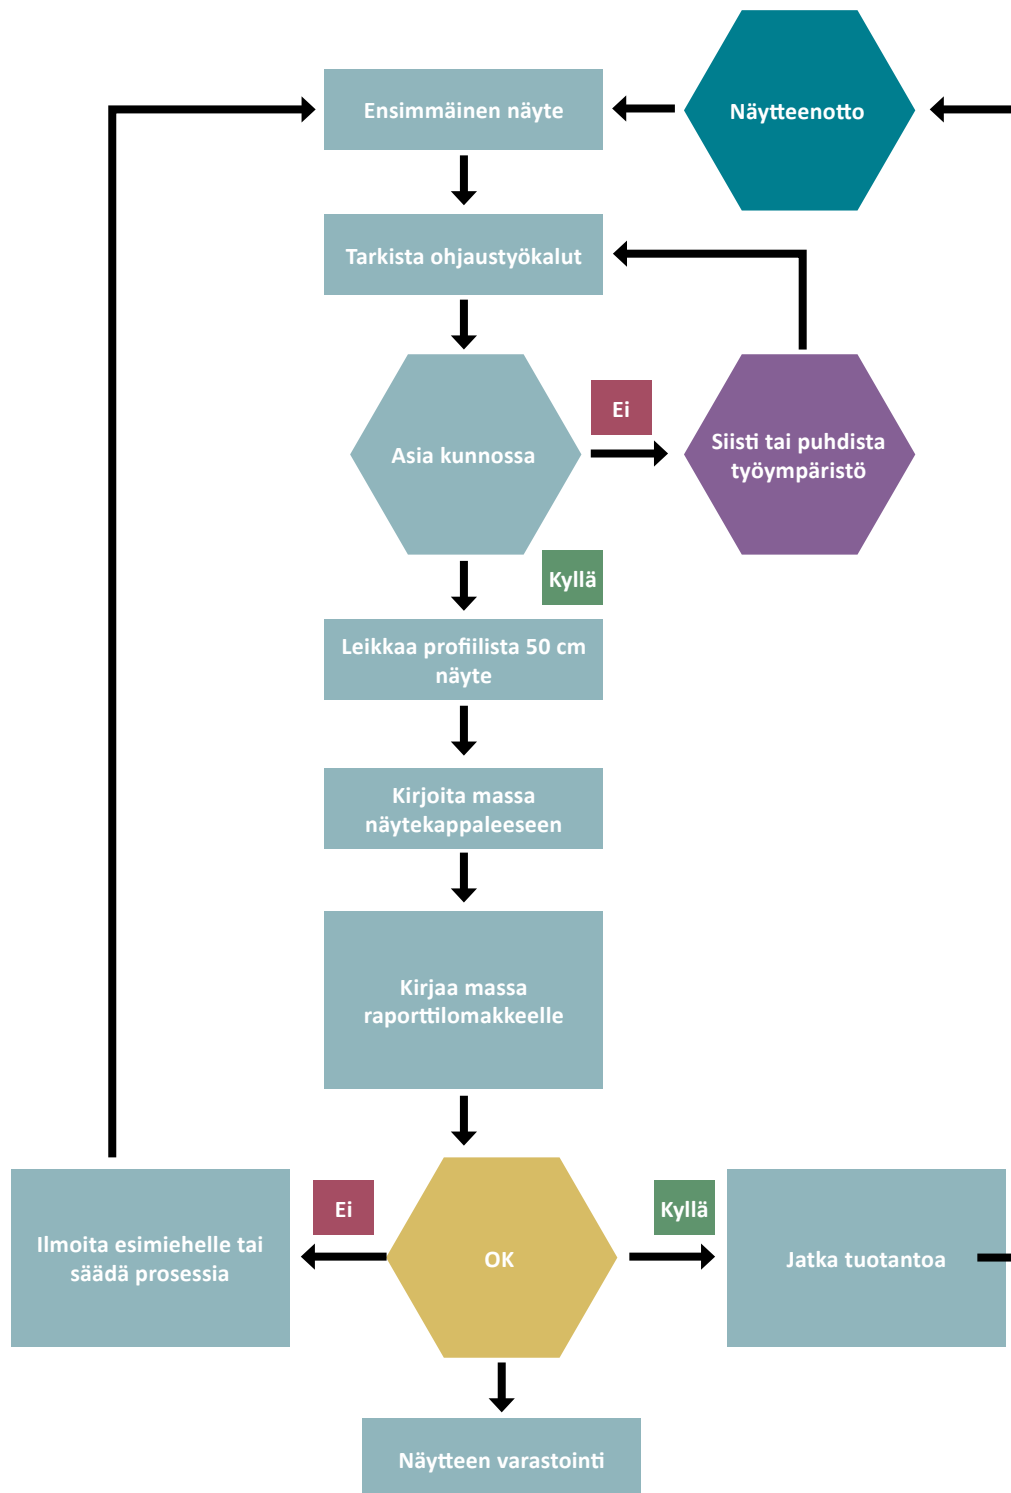 Ensimmäinen näyte
Näytteenotto
Tarkista ohjaustyökalut
Asia kunnossa
Ei
Siisti tai puhdista
työympäristö
Kyllä
Leikkaa profiilista 50 cm
näyte
Kirjoita massa
näytekappaleeseen
Kirjaa massa
raporttilomakkeelle
Ilmoita esimiehelle tai
säädä prosessia
Ei
OK
Kyllä
Jatka tuotantoa
Näytteen varastointi